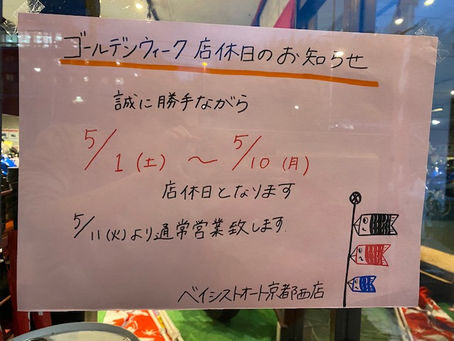 ゴールデンウィーク 店休日のお知らせ
誠に勝手ながら
5/1(土)～5/10(月)
店休日となります
5/11(火)より通常営業致します
ベイシストオート京都西店